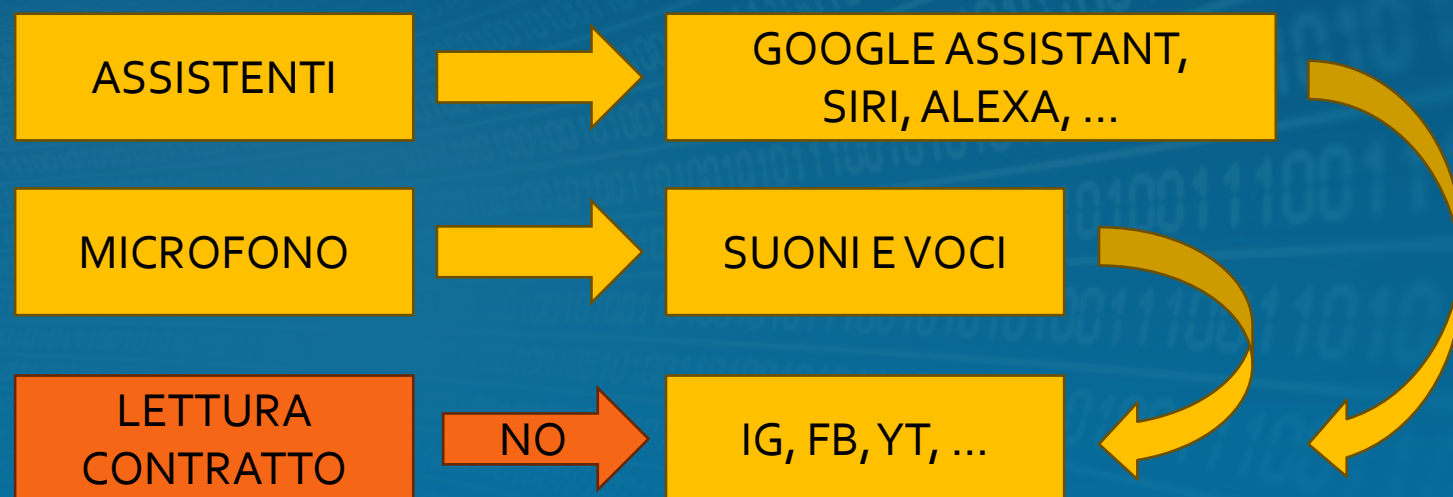 ASSISTENTI
GOOGLE ASSISTANT,
SIRI, ALEXA, ...
MICROFONO
SUONI E VOCI
LETTURA
CONTRATTO
NO
IG, FB, YT, ...